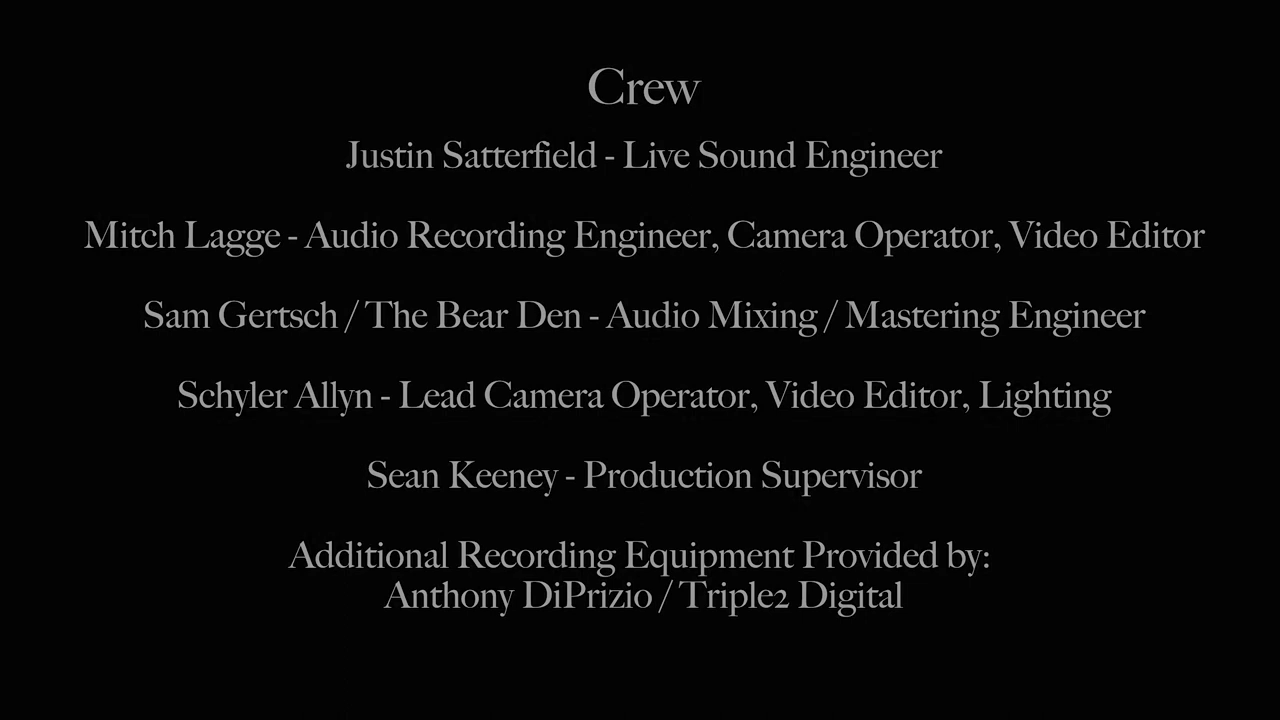 Crew
Justin Satterfield - Live Sound Engineer
Mitch Lagge - Audio Recording Engineer, Camera Operator, Video Editor
Sam Gertsch / The Bear Den - Audio Mixing / Mastering Engineer
Schyler Allyn - Lead Camera Operator, Video Editor, Lighting
Sean Keeney - Production Supervisor
Additional Recording Equipment Provided by:
Anthony DiPrizio / Triple2 Digital